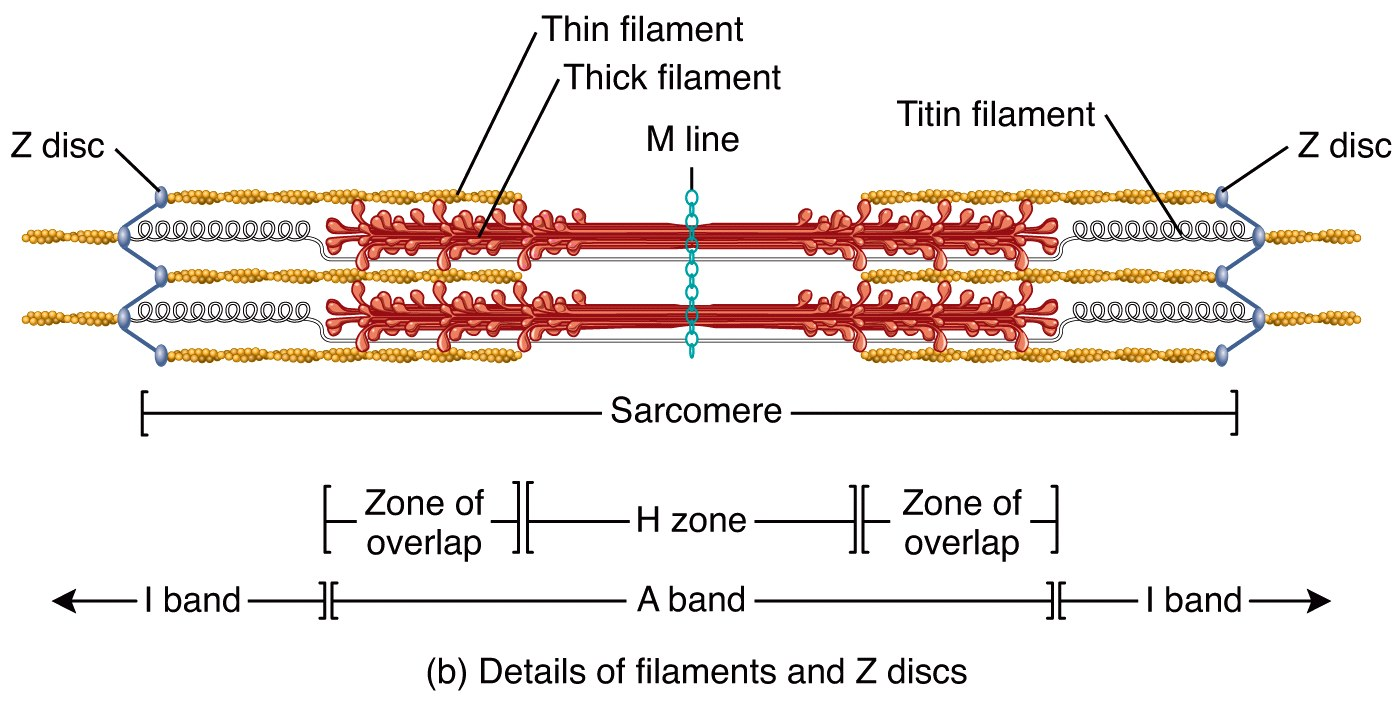 Thin filament
Thick filament
Titin filament
M line
Z disc
Z disc
Sarcomere
Zone of
overlap
H zone
Zone of
overlap
I band
A band
I band
(b) Details of filaments and Z discs